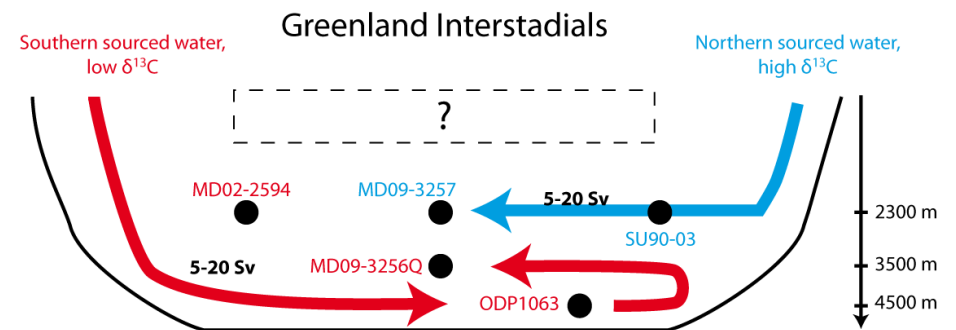 Greenland Interstadials
Southern sourced water,
low δ¹³C
Northern sourced water,
high δ¹³C
?
MD02-2594
MD09-3257
5-20 Sv
SU90-03
2300 m
5-20 Sv
MD09-3256Q
3500 m
ODP1063
4500 m